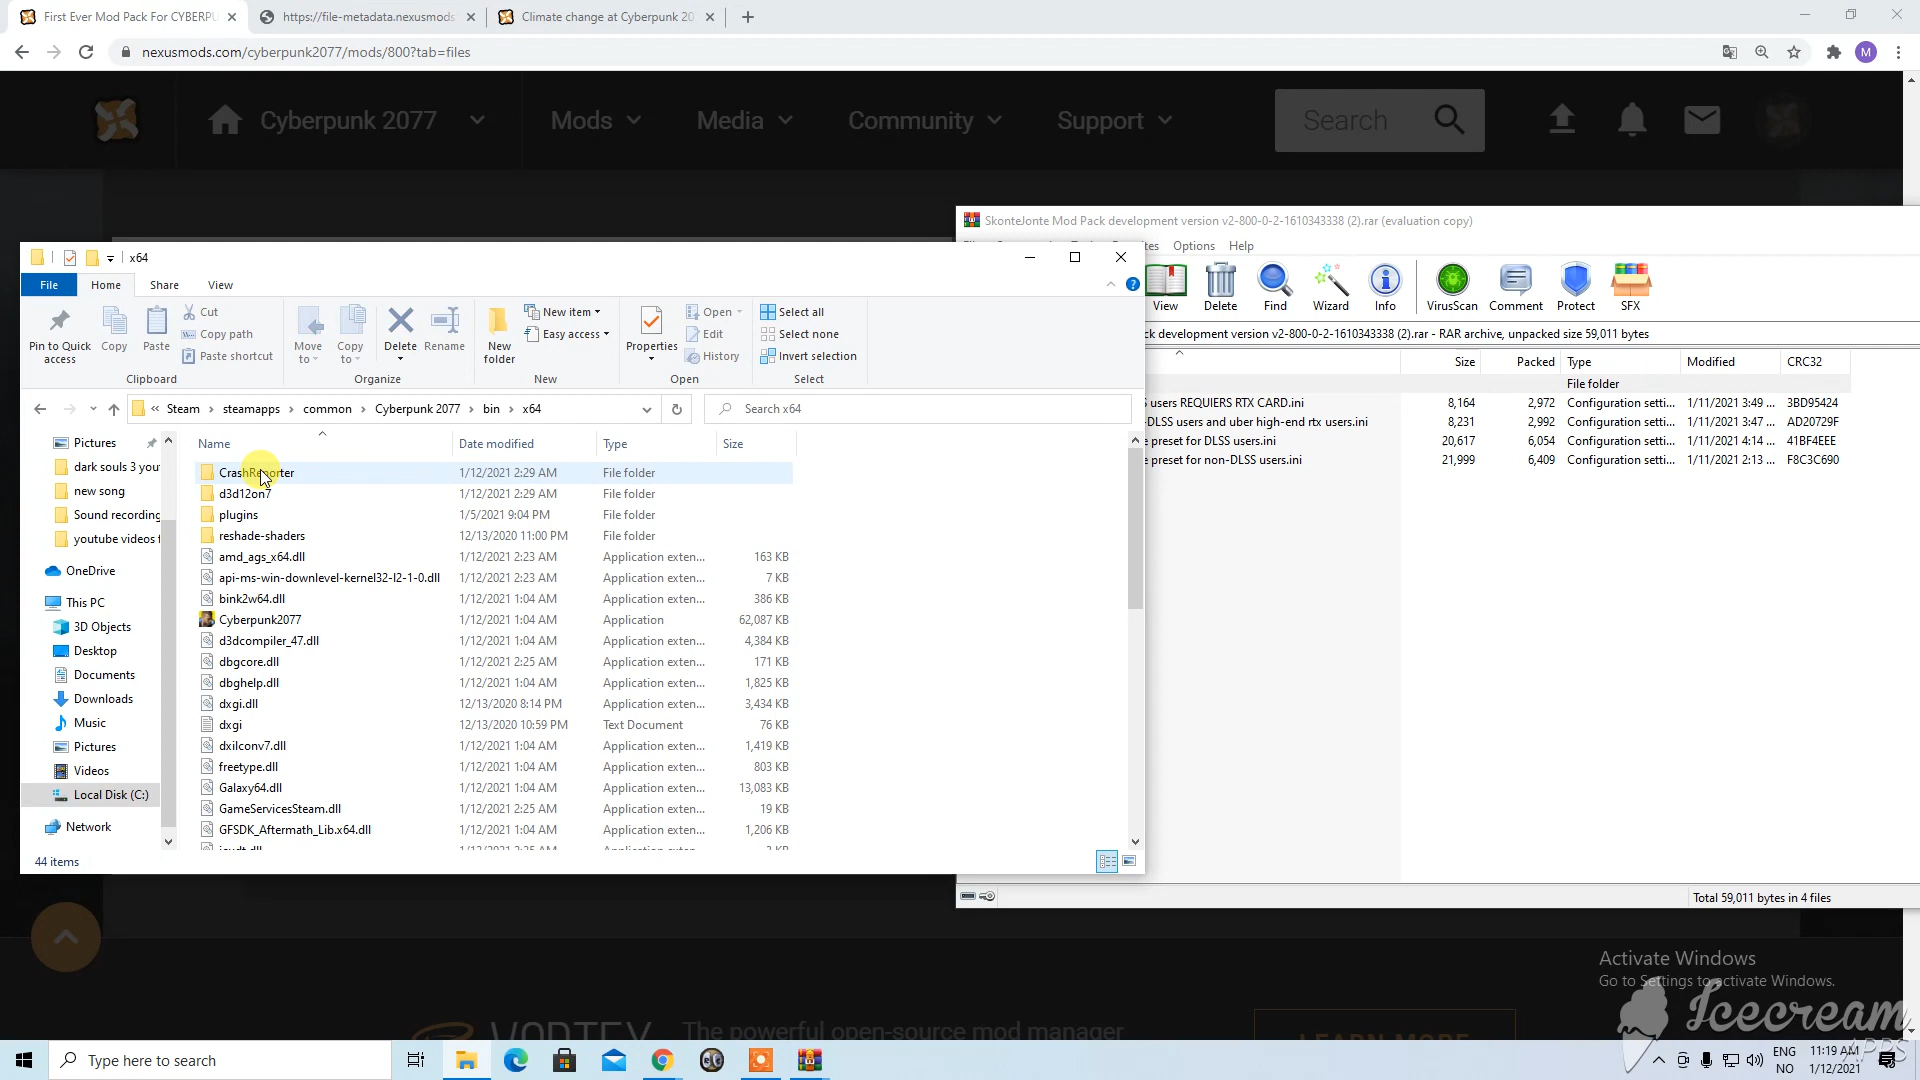 First Ever Mod Pack For CYBERPU
https://file-metadata.nexusmods
Climate change at Cyberpunk 20
nexusmods.com/cyberpunk2077/mods/800?tab=files
M
Cyberpunk 2077
Mods
Media
Community
Support
Search
SkonteJonte Mod Pack development version v2-800-0-2-1610343338 (2).rar (evaluation copy)
Options Help
View Delete Find Wizard Info VirusScan Comment Protect SFX
ck development version v2-800-0-2-1610343338 (2).rar - RAR archive, unpacked size 59,011 bytes
Size Packed Type Modified CRC32
File folder
S users REQUIERS RTX CARD.ini 8,164 2,972 Configuration setti... 1/11/2021 3:49 ... 3BD95424
-DLSS users and uber high-end rtx users.ini 8,231 2,992 Configuration setti... 1/11/2021 3:47 ... AD20729F
e preset for DLSS users.ini 20,617 6,054 Configuration setti... 1/11/2021 4:14 ... 41BF4EEE
e preset for non-DLSS users.ini 21,999 6,409 Configuration setti... 1/11/2021 2:13 ... F8C3C690
Total 59,011 bytes in 4 files
x64
File Home Share View
Pin to Quick access
Copy
Paste
Cut
Copy path
Paste shortcut
Clipboard
Move to
Copy to
Delete
Rename
Organize
New folder
New item
Easy access
New
Properties
Open
Edit
History
Open
Select all
Select none
Invert selection
Select
« Steam › steamapps › common › Cyberpunk 2077 › bin › x64
Search x64
Pictures
dark souls 3 you
new song
Sound recording
youtube videos f
OneDrive
This PC
3D Objects
Desktop
Documents
Downloads
Music
Pictures
Videos
Local Disk (C:)
Network
Name Date modified Type Size
CrashReporter 1/12/2021 2:29 AM File folder
d3d12on7 1/12/2021 2:29 AM File folder
plugins 1/5/2021 9:04 PM File folder
reshade-shaders 12/13/2020 11:00 PM File folder
amd_ags_x64.dll 1/12/2021 2:23 AM Application exten... 163 KB
api-ms-win-downlevel-kernel32-l2-1-0.dll 1/12/2021 2:23 AM Application exten... 7 KB
bink2w64.dll 1/12/2021 1:04 AM Application exten... 386 KB
Cyberpunk2077 1/12/2021 1:04 AM Application 62,087 KB
d3dcompiler_47.dll 1/12/2021 1:04 AM Application exten... 4,384 KB
dbgcore.dll 1/12/2021 2:25 AM Application exten... 171 KB
dbghelp.dll 1/12/2021 1:04 AM Application exten... 1,825 KB
dxgi.dll 12/13/2020 8:14 PM Application exten... 3,434 KB
dxgi 12/13/2020 10:59 PM Text Document 76 KB
dxilconv7.dll 1/12/2021 1:04 AM Application exten... 1,419 KB
freetype.dll 1/12/2021 1:04 AM Application exten... 803 KB
Galaxy64.dll 1/12/2021 1:04 AM Application exten... 13,083 KB
GameServicesSteam.dll 1/12/2021 2:25 AM Application exten... 19 KB
GFSDK_Aftermath_Lib.x64.dll 1/12/2021 1:04 AM Application exten... 1,206 KB
44 items
VORTEX The powerful open-source mod manager
LEARN MORE
Activate Windows
Go to Settings to activate Windows.
Icecream
APPS
Type here to search
ENG
NO
11:19 AM
1/12/2021